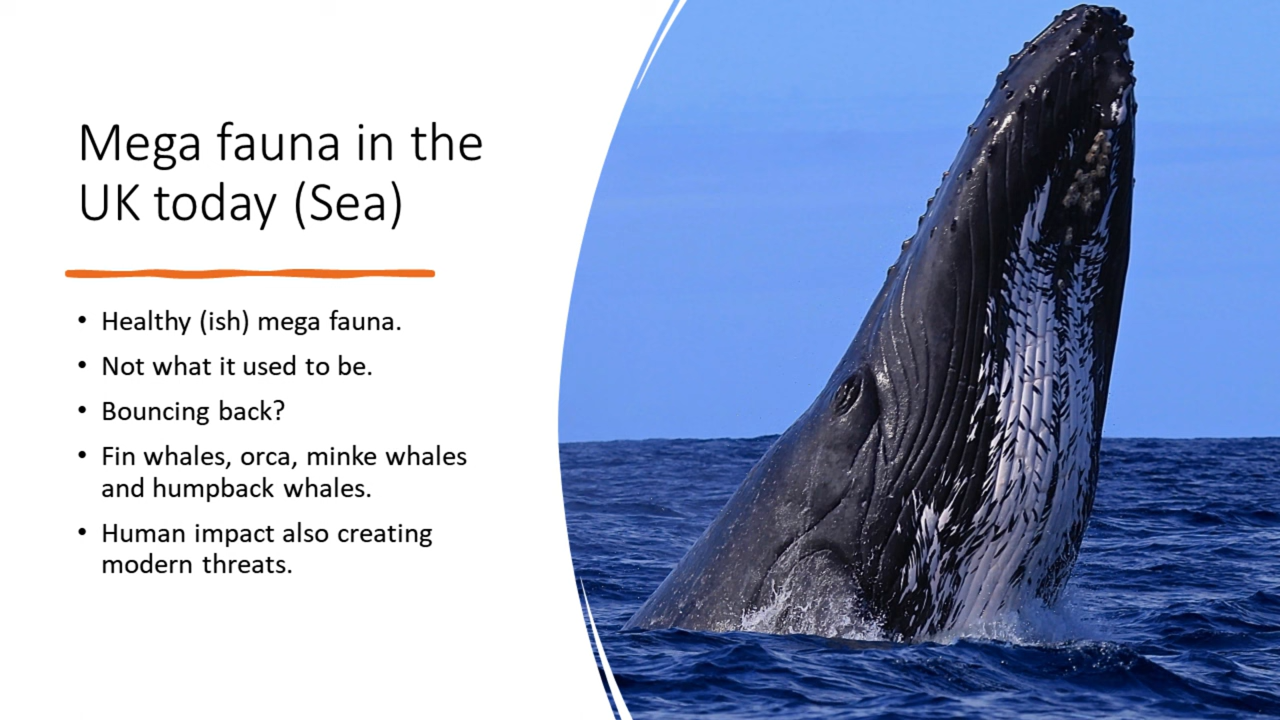 Mega fauna in the
UK today (Sea)
• Healthy (ish) mega fauna.
• Not what it used to be.
• Bouncing back?
• Fin whales, orca, minke whales
and humpback whales.
• Human impact also creating
modern threats.